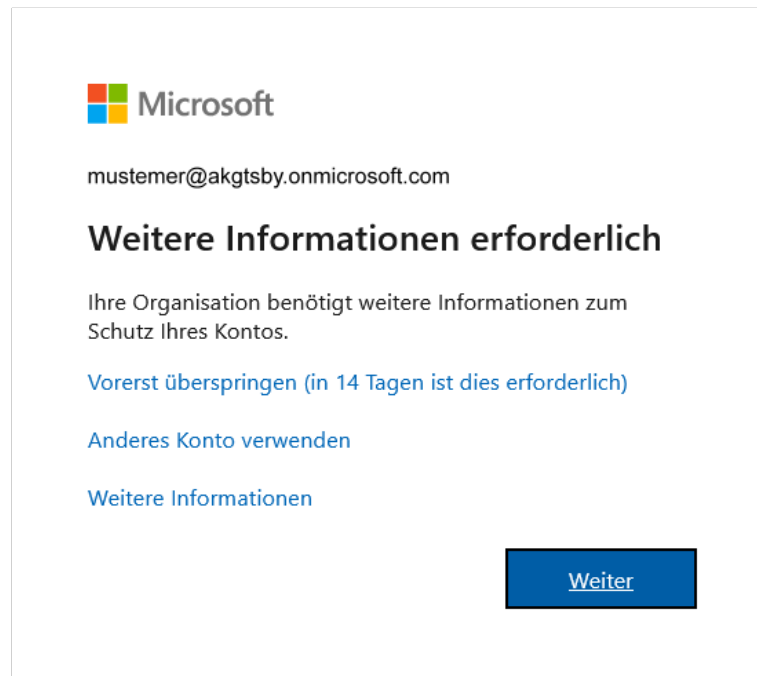 Microsoft
mustemer@akgtsby.onmicrosoft.com
Weitere Informationen erforderlich
Ihre Organisation benötigt weitere Informationen zum
Schutz Ihres Kontos.
Vorerst überspringen (in 14 Tagen ist dies erforderlich)
Anderes Konto verwenden
Weitere Informationen
Weiter